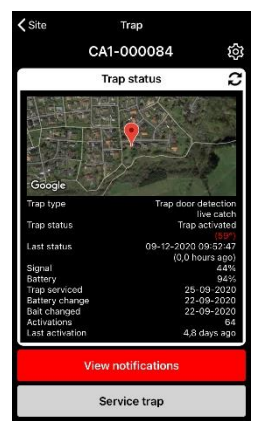 Site Trap
CA1-000084
Trap status
Google
Trap type Trap door detection
live catch
Trap status Trap activated
(59°)
Last status 09-12-2020 09:52:47
(0,0 hours ago)
Signal 44%
Battery 94%
Trap serviced 25-09-2020
Battery change 22-09-2020
Bait changed 22-09-2020
Activations 64
Last activation 4,8 days ago
View notifications
Service trap